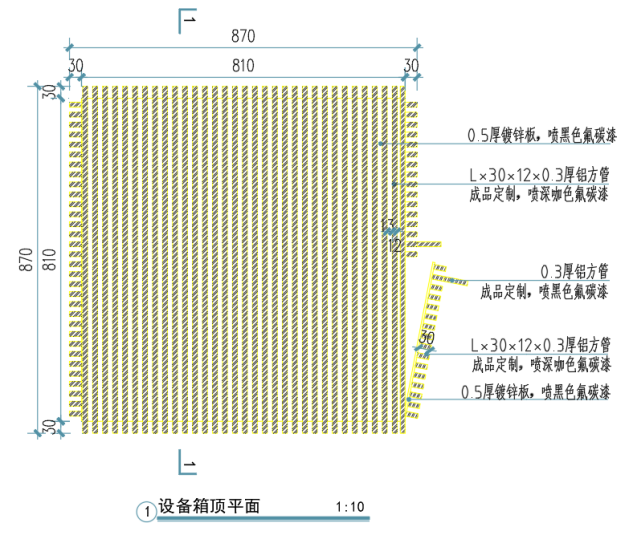 1
870
30
810
30
30
0.5厚镀锌板，喷黑色氟碳漆
L×30×12×0.3厚铝方管
成品定制，喷深咖色氟碳漆
13
12
870
810
0.3厚铝方管
成品定制，喷黑色氟碳漆
30
L×30×12×0.3厚铝方管
成品定制，喷深咖色氟碳漆
0.5厚镀锌板，喷黑色氟碳漆
30
1
1 设备箱顶平面 1:10